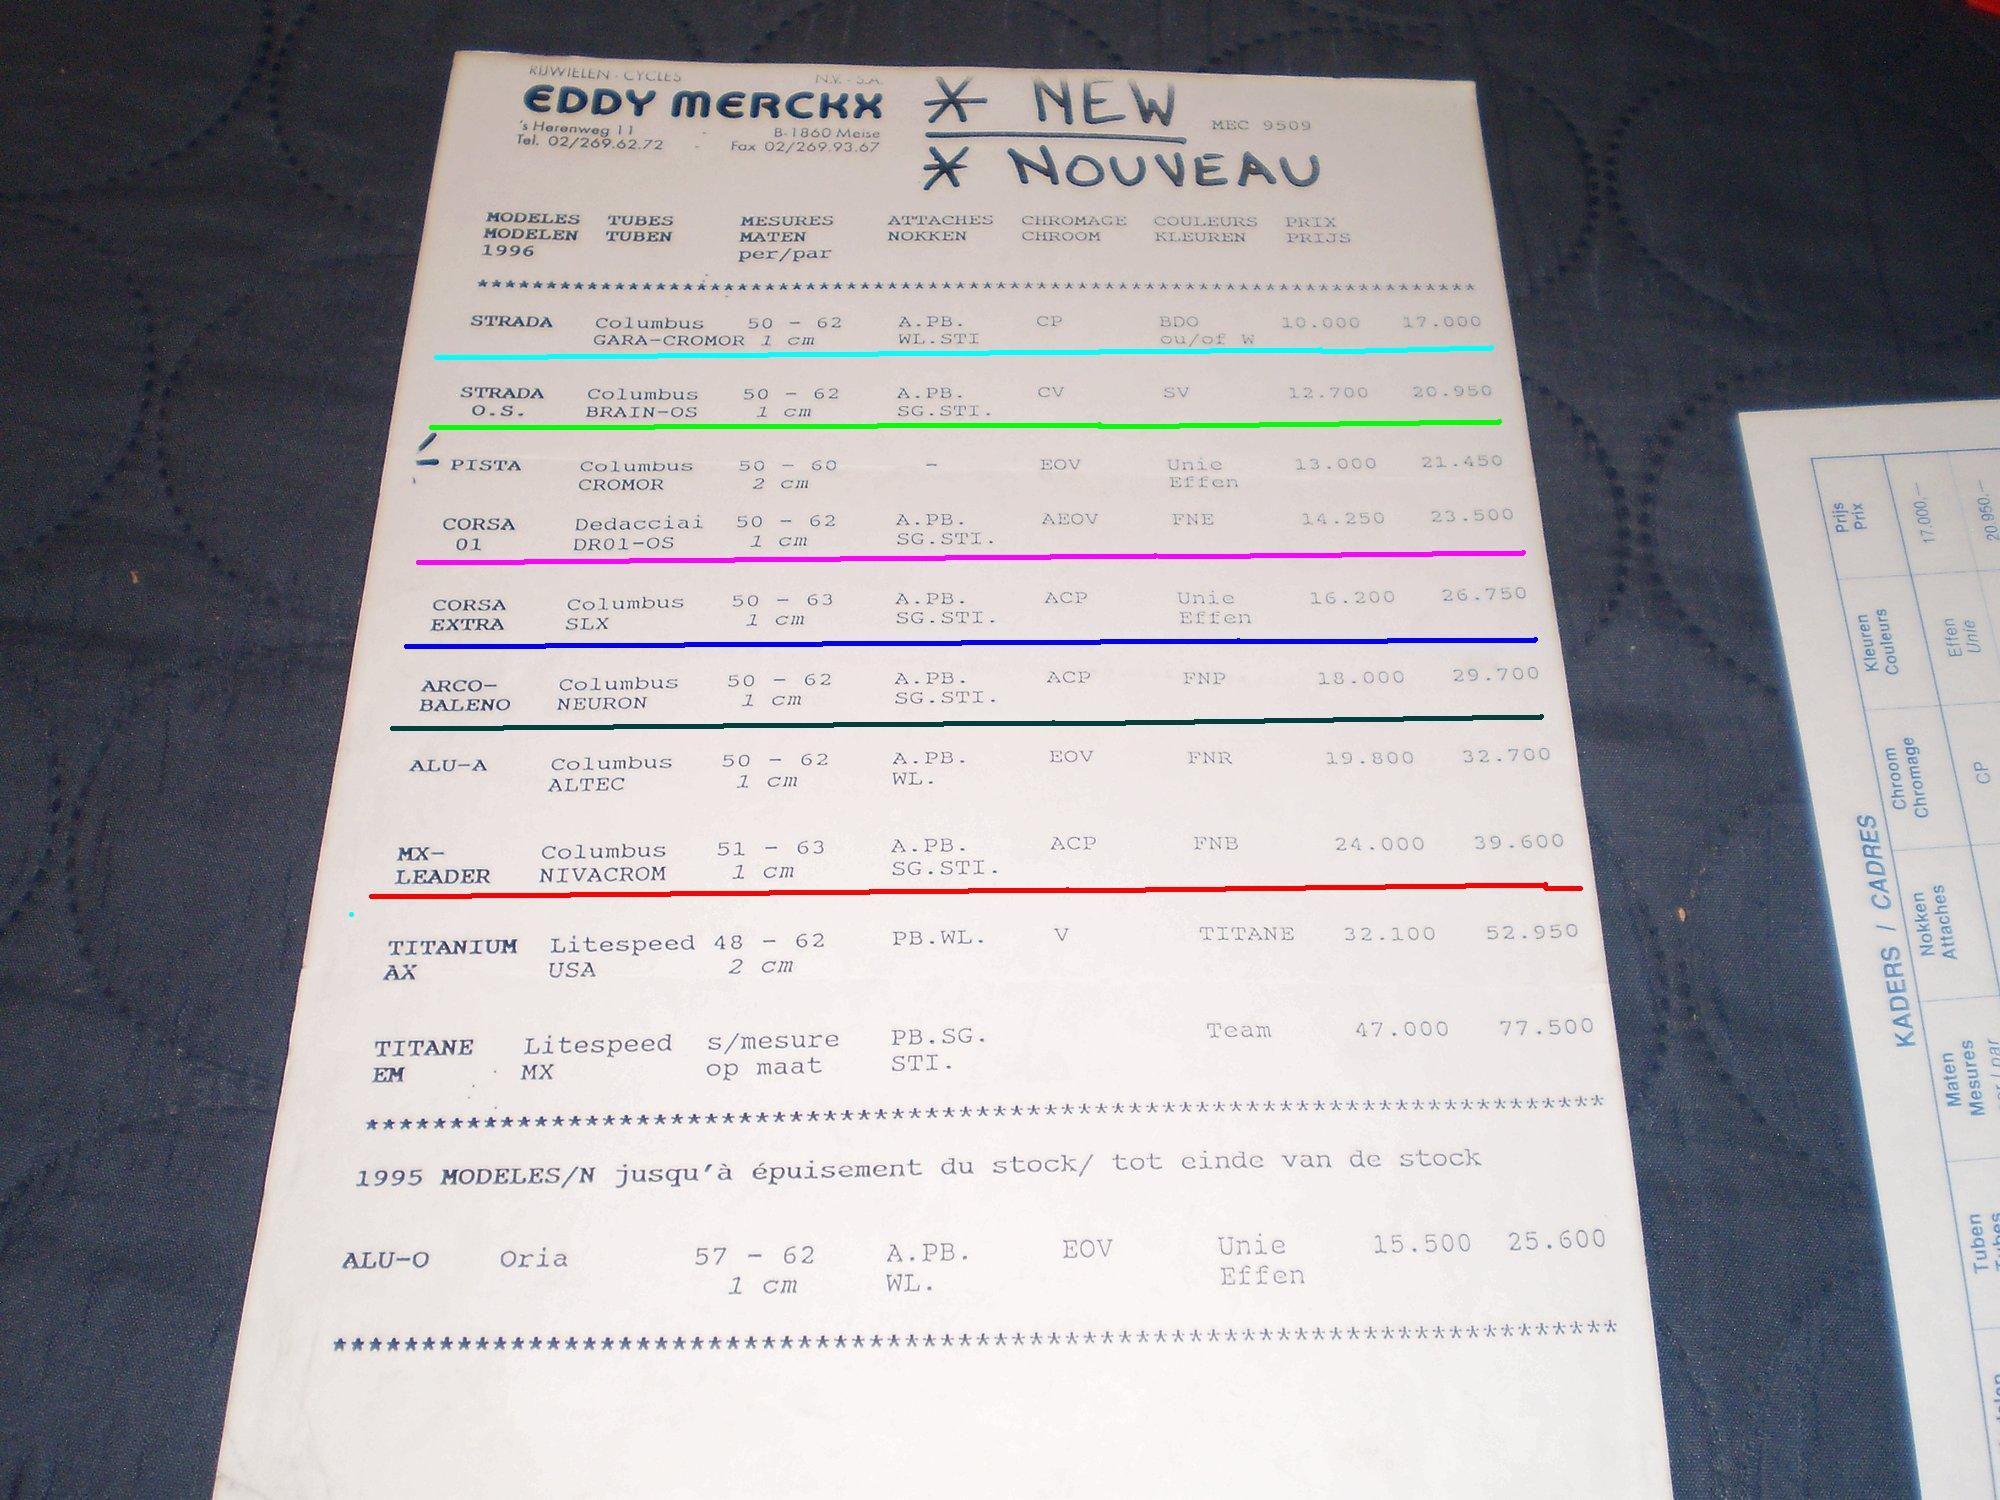 RIJWIELEN - CYCLES N.V. - S.A.
EDDY MERCKX * NEW
's Herenweg 11 B-1860 Meise MEC 9509
Tel. 02/269.62.72 - Fax 02/269.93.67
* NOUVEAU
MODELES TUBES MESURES ATTACHES CHROMAGE COULEURS PRIX
MODELEN TUBEN MATEN NOKKEN CHROOM KLEUREN PRIJS
1996 per/par
STRADA Columbus 50 - 62 A.PB. CP BDO 10.000 17.000
GARA-CROMOR 1 cm WL.STI ou/of W
STRADA Columbus 50 - 62 A.PB. CV SV 12.700 20.950
O.S. BRAIN-OS 1 cm SG.STI.
PISTA Columbus 50 - 60 - EOV Unie 13.000 21.450
CROMOR 2 cm Effen
CORSA Dedacciai 50 - 62 A.PB. AEOV FNE 14.250 23.500
01 DR01-OS 1 cm SG.STI.
CORSA Columbus 50 - 63 A.PB. ACP Unie 16.200 26.750
EXTRA SLX 1 cm SG.STI. Effen
ARCO- Columbus 50 - 62 A.PB. ACP FNP 18.000 29.700
BALENO NEURON 1 cm SG.STI.
ALU-A Columbus 50 - 62 A.PB. EOV FNR 19.800 32.700
ALTEC 1 cm WL.
MX- Columbus 51 - 63 A.PB. ACP FNB 24.000 39.600
LEADER NIVACROM 1 cm SG.STI.
TITANIUM Litespeed 48 - 62 PB.WL. V TITANE 32.100 52.950
AX USA 2 cm
TITANE Litespeed s/mesure PB.SG. Team 47.000 77.500
EM MX op maat STI.
1995 MODELES/N jusqu'à épuisement du stock/ tot einde van de stock
ALU-O Oria 57 - 62 A.PB. EOV Unie 15.500 25.600
1 cm WL. Effen
KADERS / CADRES
Tuben
Maten Nokken Chroom Kleuren Prijs
Mesures Attaches Chromage Couleurs Prix
CP Effen 17.000,-
Unie
20.950,-